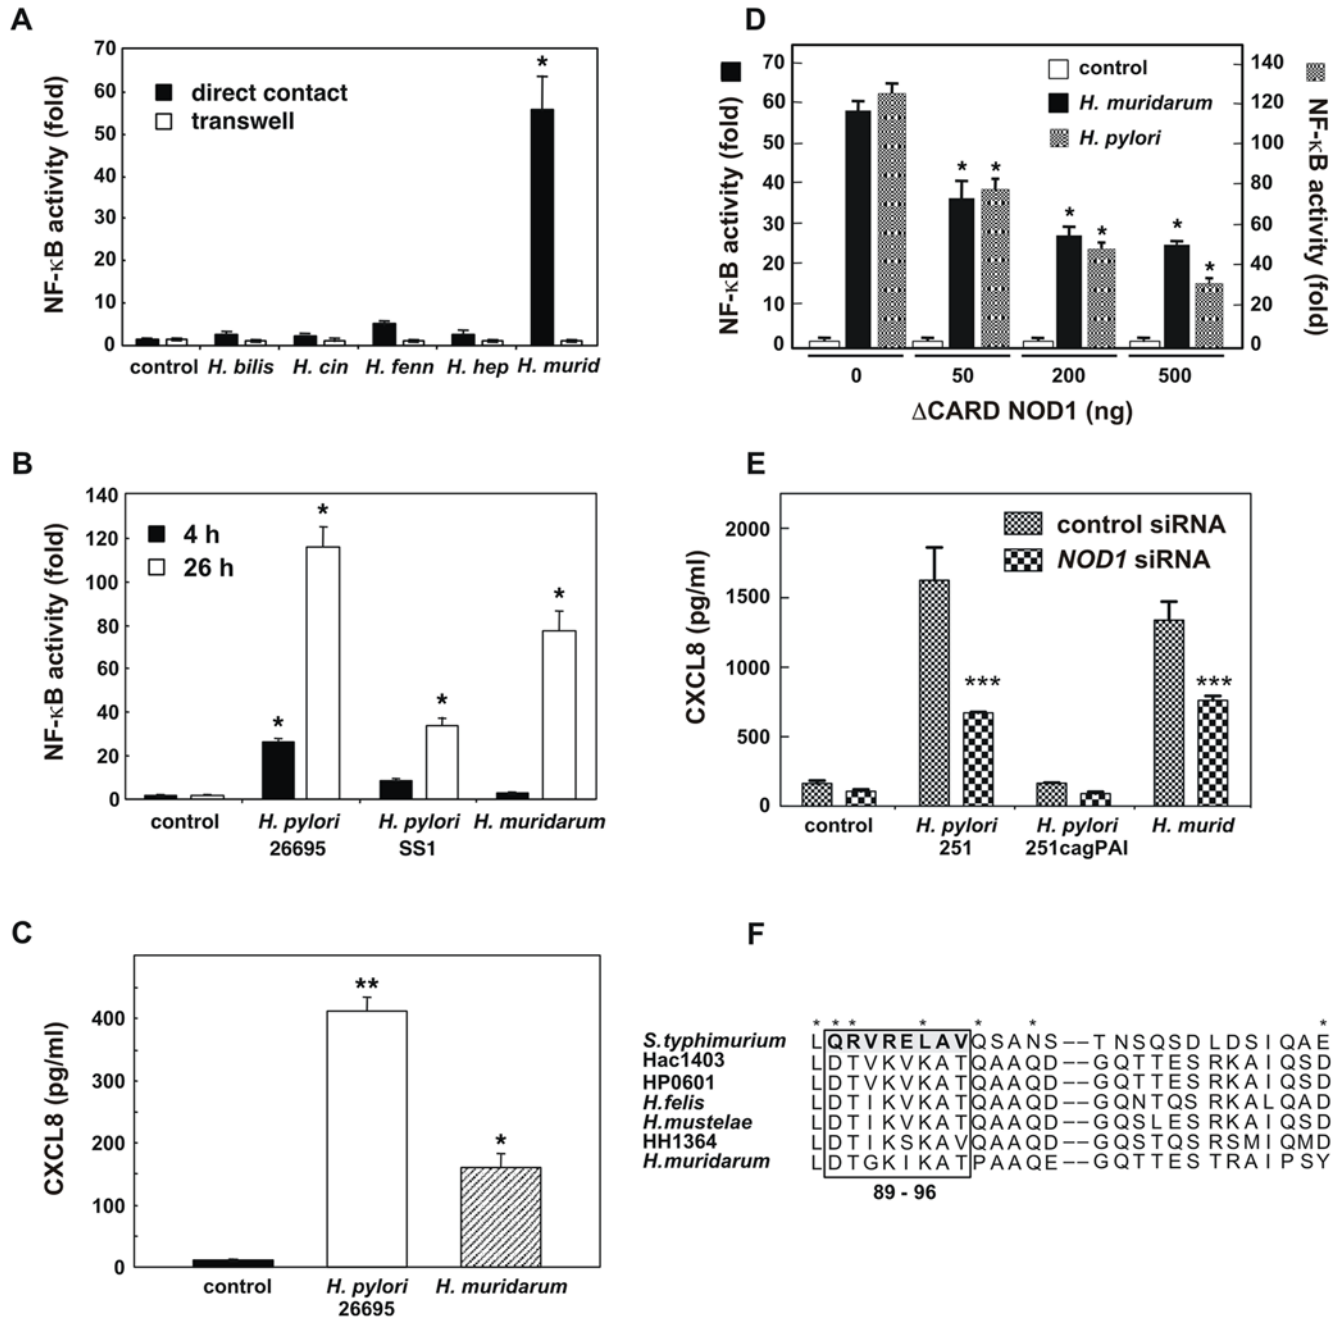 A
NF-κB activity (fold)
70
60
50
40
30
20
10
0
direct contact
transwell
*
control H. bilis H. cin H. fenn H. hep H. murid
B
NF-κB activity (fold)
140
120
100
80
60
40
20
0
4 h
26 h
* * * *
control H. pylori H. pylori H. muridarum
26695 SS1
C
CXCL8 (pg/ml)
400
300
200
100
0
** *
control H. pylori H. muridarum
26695
D
NF-κB activity (fold)
70
60
50
40
30
20
10
0
control
H. muridarum
H. pylori
* * * * * *
140
120
100
80
60
40
20
0
NF-κB activity (fold)
0 50 200 500
ΔCARD NOD1 (ng)
E
CXCL8 (pg/ml)
2000
1500
1000
500
0
control siRNA
NOD1 siRNA
*** ***
control H. pylori H. pylori H. murid
251 251cagPAI
F
* * * * * * *
S.typhimurium LQRVRELAVQSANS––TNSQSDLDSIQAE
Hac1403 LDTVKVKATQAAQD––GQTTESRKAIQSD
HP0601 LDTVKVKATQAAQD––GQTTESRKAIQSD
H.felis LDTIKVKATQAAQD––GQNTQSRKALQAD
H.mustelae LDTIKVKATQAAQD––GQSLESRKAIQSD
HH1364 LDTIKSKAVQAAQD––GQSTQSRSMIQMD
H.muridarum LDTGKIKATPAAQE––GQTTESTRAIPSY
89 - 96